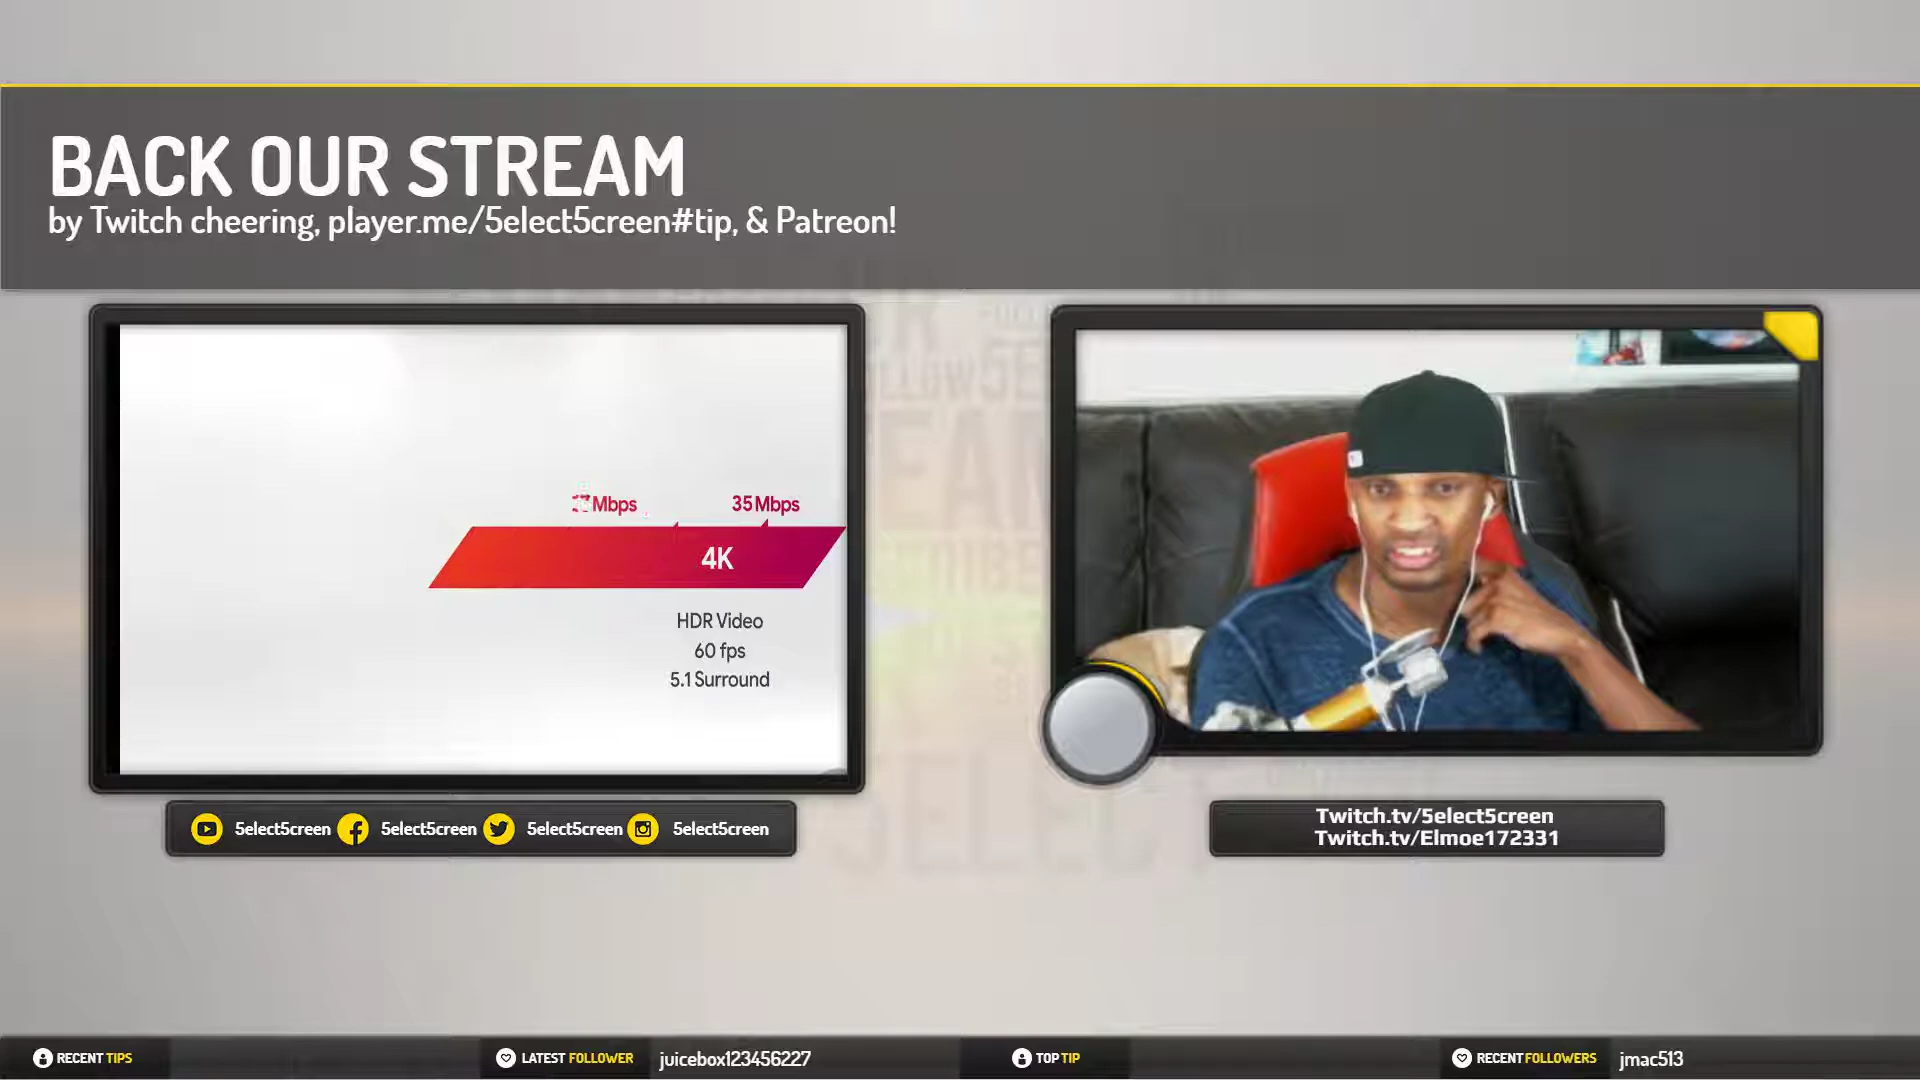 BACK OUR STREAM
by Twitch cheering, player.me/5elect5creen#tip, & Patreon!
Mbps
35 Mbps
4K
HDR Video
60 fps
5.1 Surround
5elect5creen 5elect5creen 5elect5creen 5elect5creen
Twitch.tv/5elect5creen
Twitch.tv/Elmoe172331
RECENT TIPS
LATEST FOLLOWER juicebox123456227
TOP TIP
RECENT FOLLOWERS jmac513